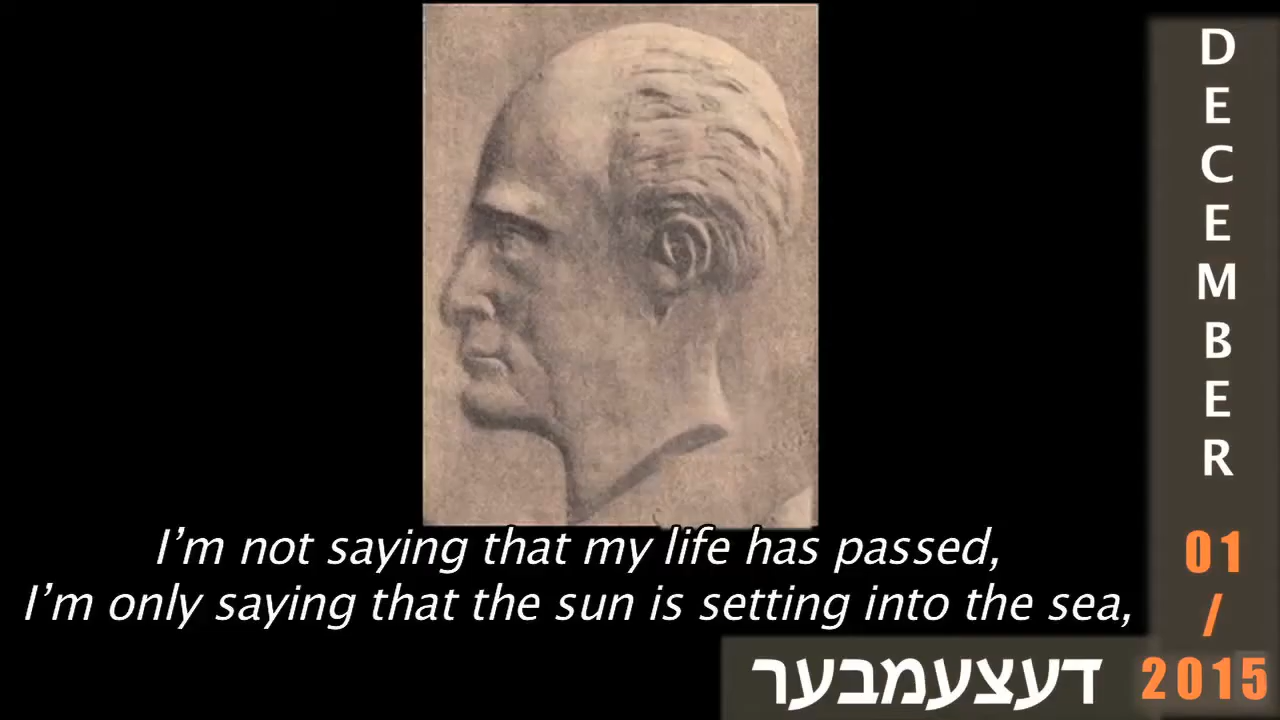 I’m not saying that my life has passed,
I’m only saying that the sun is setting into the sea,
DECEMBER
01
/
2015
דעצעמבער